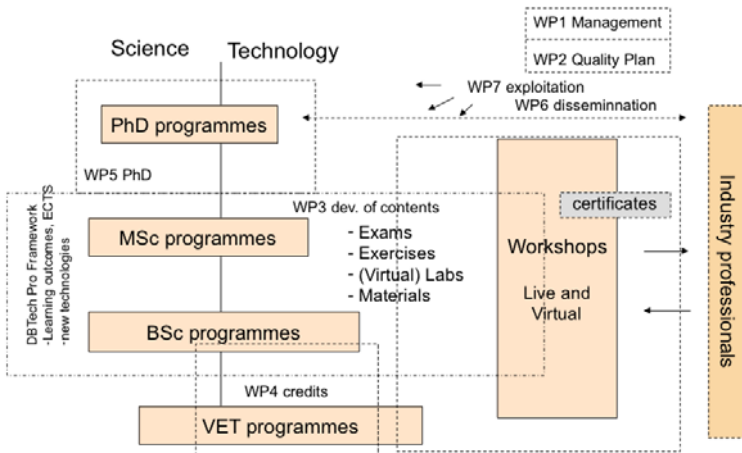 WP1 Management
WP2 Quality Plan
Science
Technology
WP7 exploitation
WP6 disseminnation
PhD programmes
WP5 PhD
DBTech Pro Framework
-Learning outcomes, ECTS
-new technologies
WP3 dev. of contents
- Exams
- Exercises
- (Virtual) Labs
- Materials
MSc programmes
BSc programmes
WP4 credits
VET programmes
certificates
Workshops
Live and
Virtual
Industry professionals